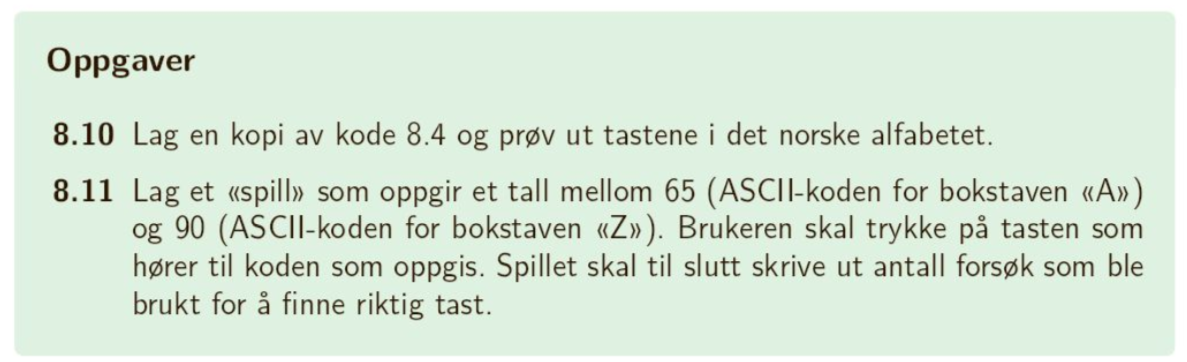 Oppgaver
8.10 Lag en kopi av kode 8.4 og prøv ut tastene i det norske alfabetet.
8.11 Lag et «spill» som oppgir et tall mellom 65 (ASCII-koden for bokstaven «A»)
og 90 (ASCII-koden for bokstaven «Z»). Brukeren skal trykke på tasten som
hører til koden som oppgis. Spillet skal til slutt skrive ut antall forsøk som ble
brukt for å finne riktig tast.